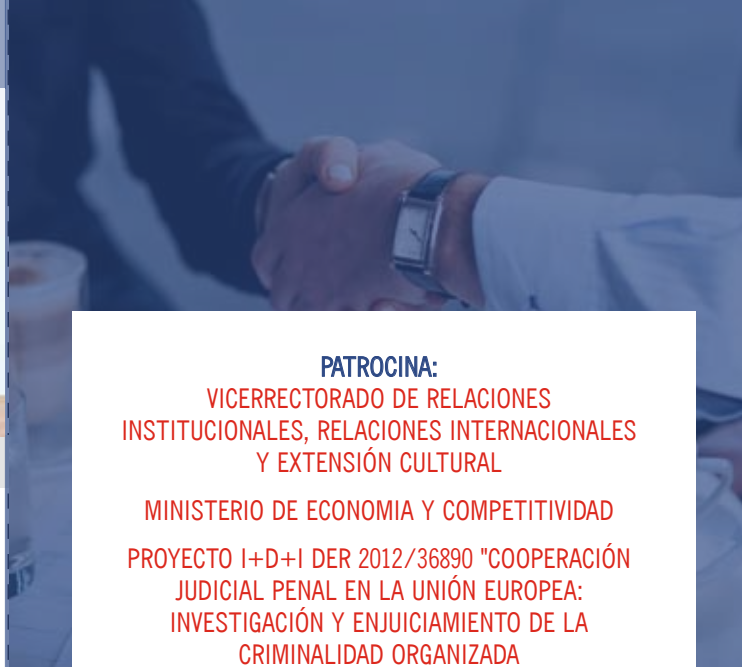 PATROCINA:
VICERRECTORADO DE RELACIONES
INSTITUCIONALES, RELACIONES INTERNACIONALES
Y EXTENSIÓN CULTURAL
MINISTERIO DE ECONOMIA Y COMPETITIVIDAD
PROYECTO I+D+I DER 2012/36890 "COOPERACIÓN
JUDICIAL PENAL EN LA UNIÓN EUROPEA:
INVESTIGACIÓN Y ENJUICIAMIENTO DE LA
CRIMINALIDAD ORGANIZADA